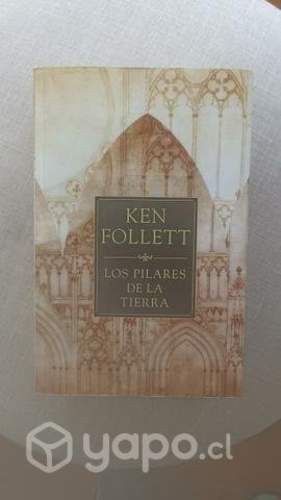 KEN
FOLLETT
LOS PILARES
DE LA
TIERRA
yapo.cl